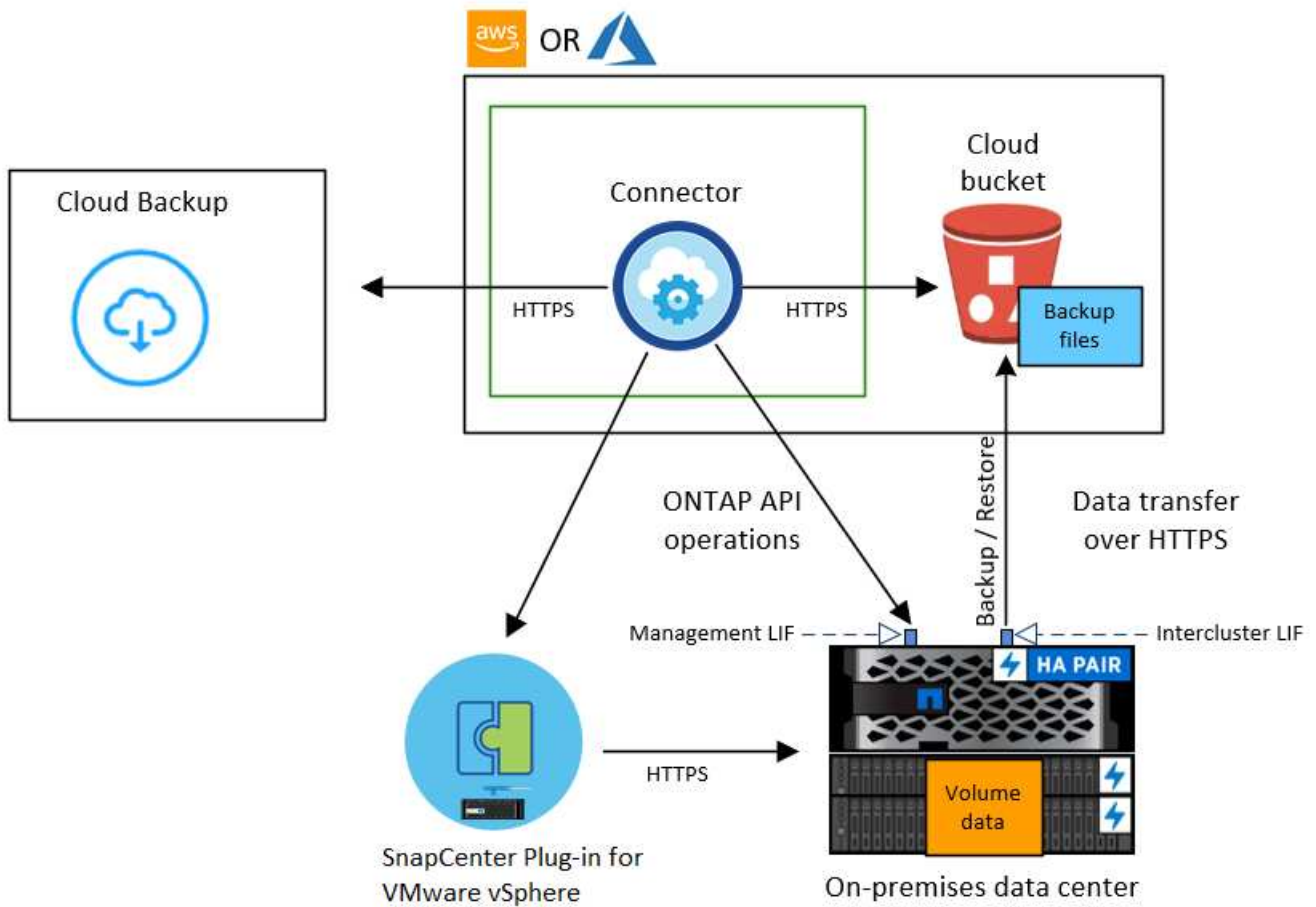 aws
OR
Cloud Backup
Connector
Cloud
bucket
HTTPS
HTTPS
Backup
files
ONTAP API
operations
Backup / Restore
Data transfer
over HTTPS
Management LIF
Intercluster LIF
HA PAIR
HTTPS
Volume
data
SnapCenter Plug-in for
VMware vSphere
On-premises data center